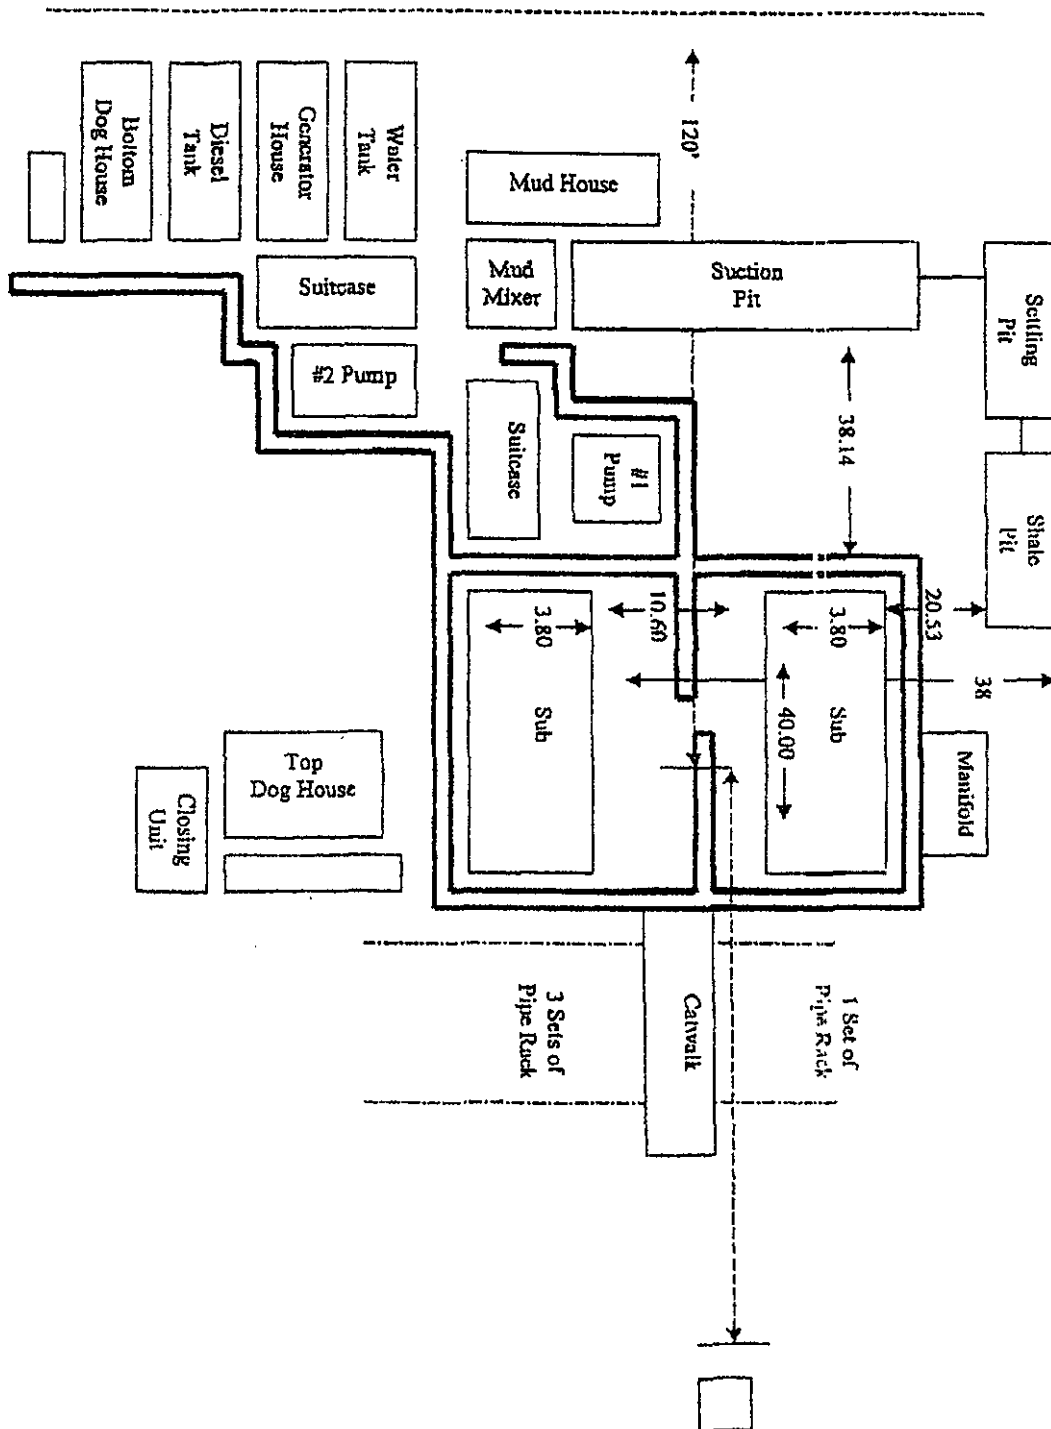 120'
Water
Tank
Generator
House
Diesel
Tank
Bottom
Dog House
Mud House
Mud
Mixer
Suction
Pit
Settling
Pit
Suitcase
#2 Pump
38.14
Suitcase
#1
Pump
Shale
Pit
20.53
10.60
3.80
3.80
38
40.00
Sub
Sub
Manifold
Top
Dog House
Closing
Unit
3 Sets of
Pipe Rack
Catwalk
1 Set of
Pipe Rack